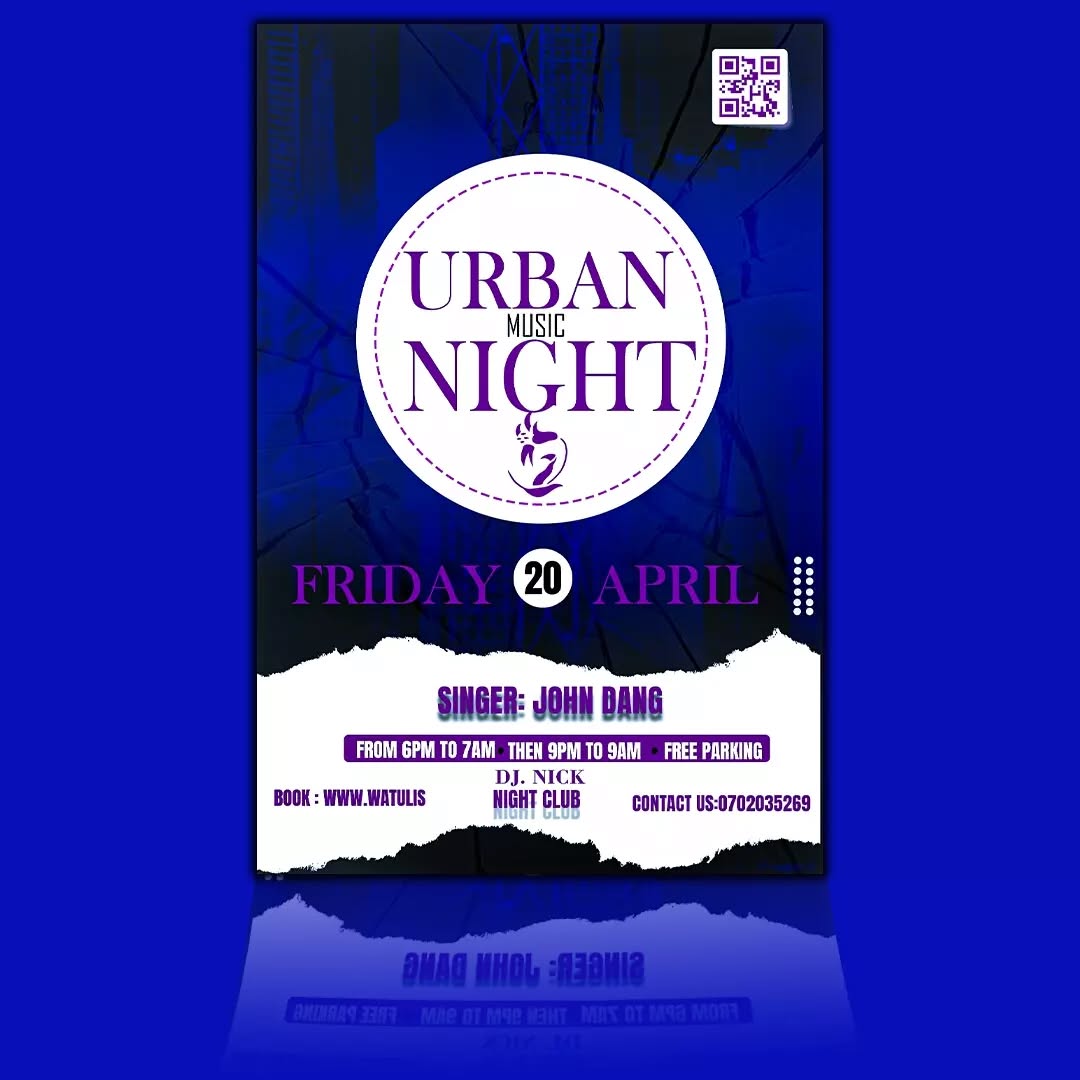 URBAN
MUSIC
NIGHT
FRIDAY 20 APRIL
SINGER: JOHN DANG
FROM 6PM TO 7AM • THEN 9PM TO 9AM • FREE PARKING
DJ. NICK
BOOK : WWW.WATULIS
NIGHT CLUB
CONTACT US:0702035269